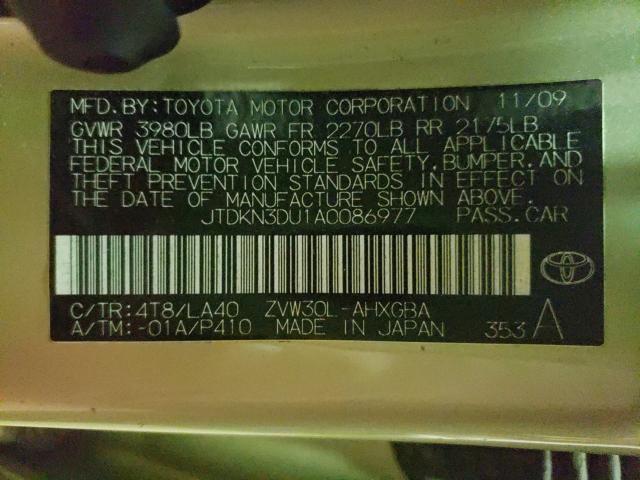 MFD. BY: TOYOTA MOTOR CORPORATION 11/09
GVWR 3980LB GAWR FR 2270LB RR 2175LB
THIS VEHICLE CONFORMS TO ALL APPLICABLE
FEDERAL MOTOR VEHICLE SAFETY, BUMPER, AND
THEFT PREVENTION STANDARDS IN EFFECT ON
THE DATE OF MANUFACTURE SHOWN ABOVE.
JTDKN3DU1A0086977 PASS. CAR
C/TR: 4T8/LA40 ZVW30L-AHXGBA
A/TM: -01A/P410 MADE IN JAPAN 353 A